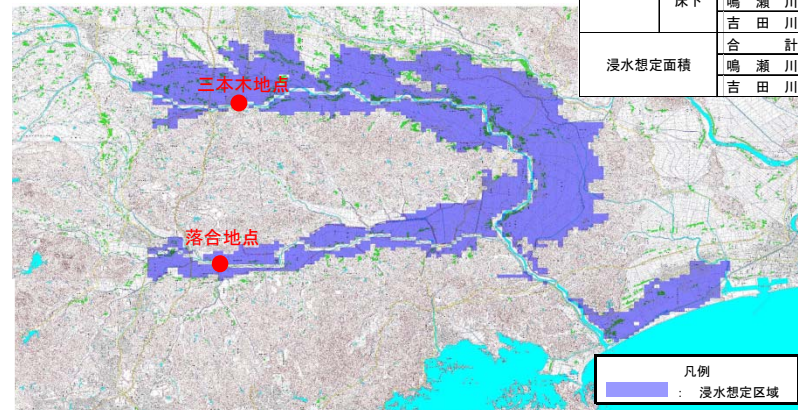 床下
鳴瀬川
吉田川
浸水想定面積
合計
鳴瀬川
吉田川
三本木地点
落合地点
凡例
： 浸水想定区域